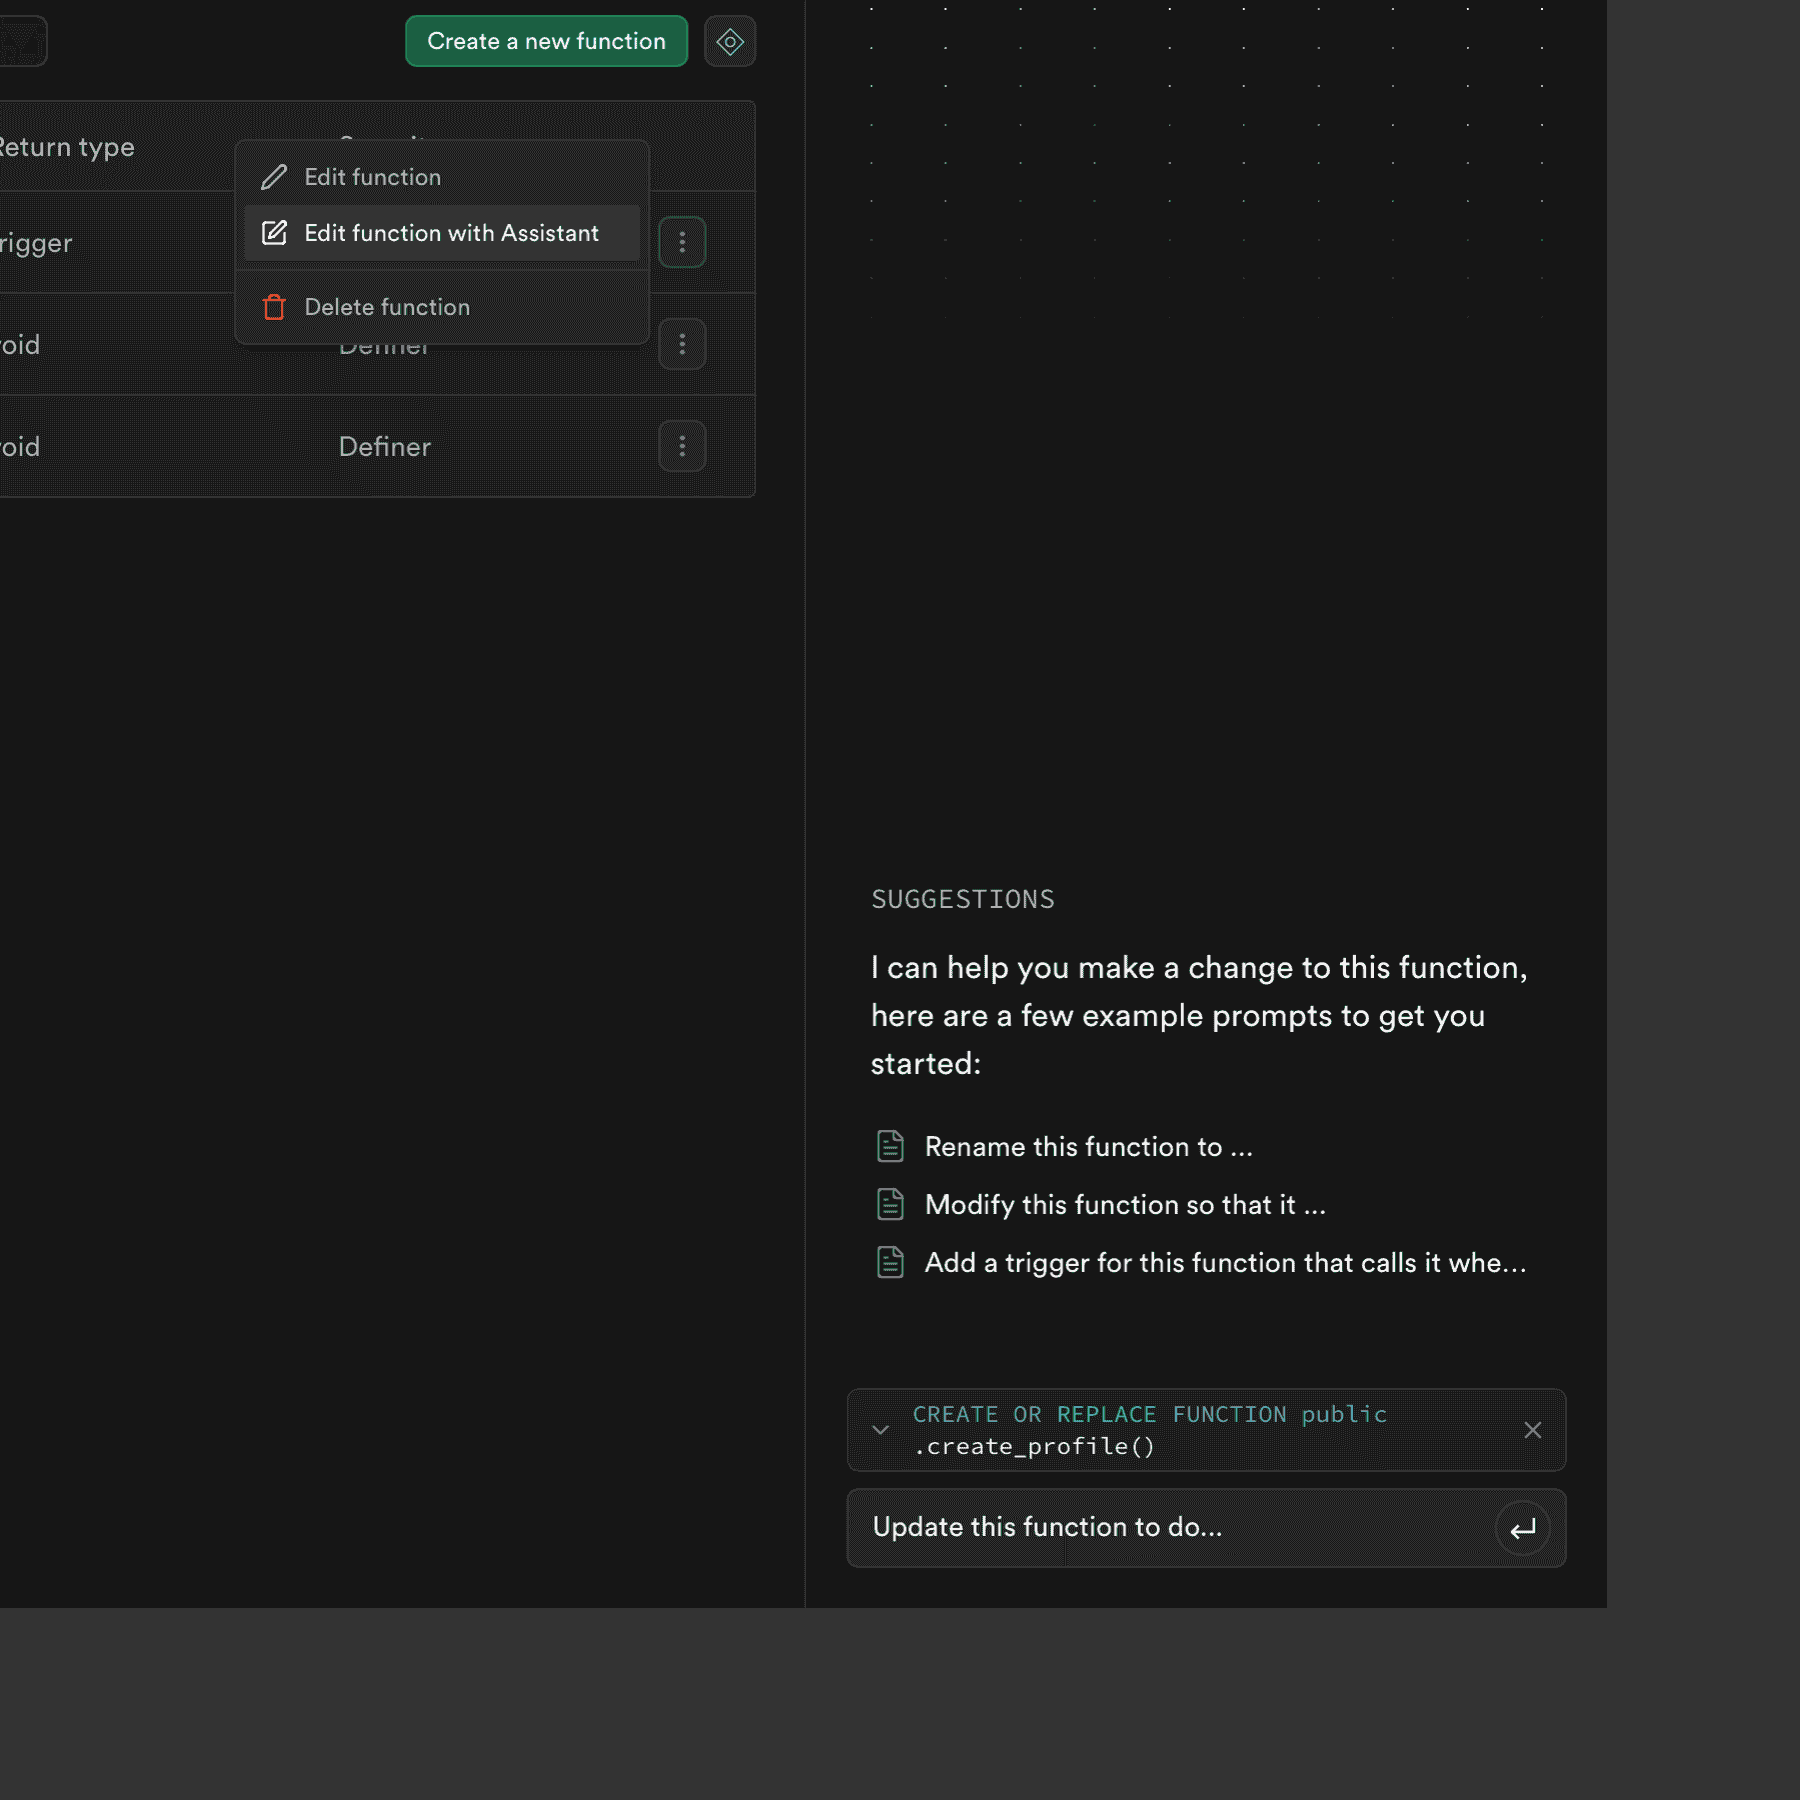 Create a new function
Return type
Edit function
Edit function with Assistant
Delete function
Definer
Definer
SUGGESTIONS
I can help you make a change to this function,
here are a few example prompts to get you
started:
Rename this function to ...
Modify this function so that it ...
Add a trigger for this function that calls it whe...
CREATE OR REPLACE FUNCTION public
.create_profile()
Update this function to do...